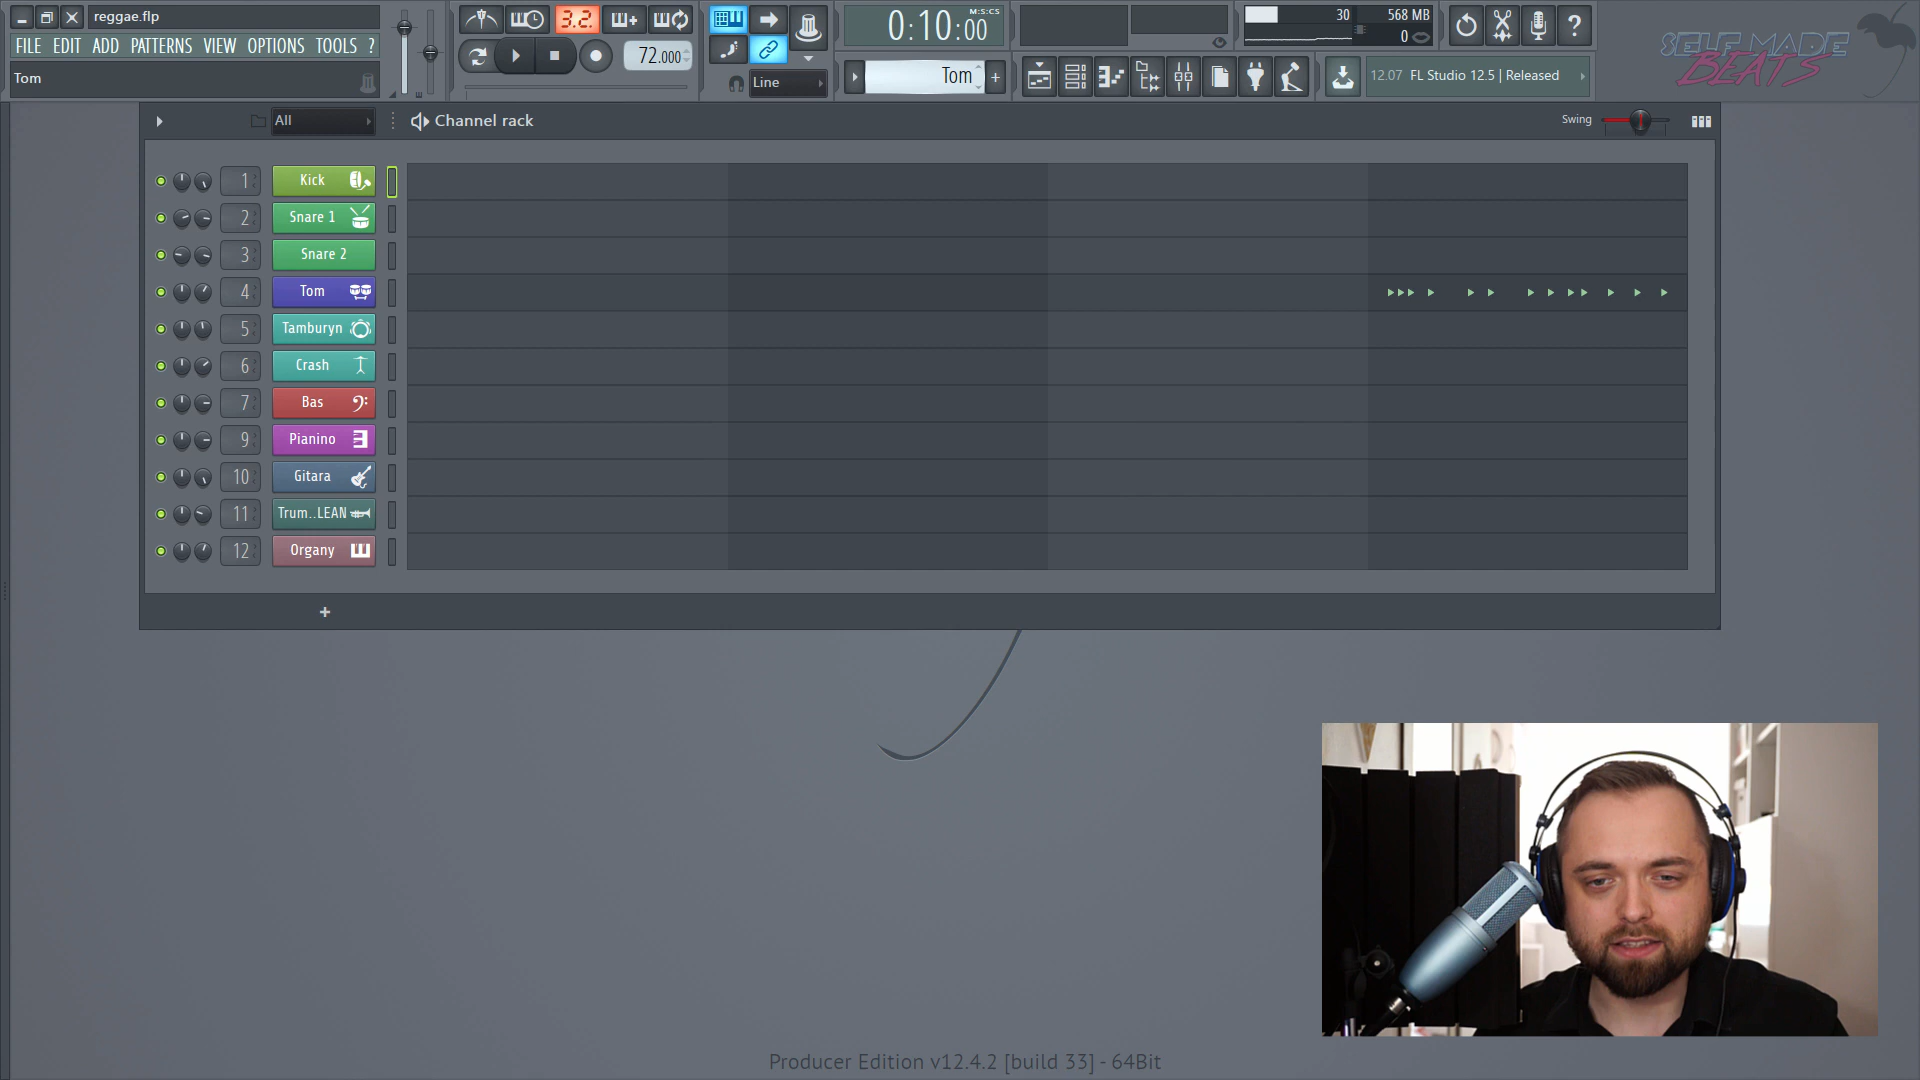 reggae.flp
FILE EDIT ADD PATTERNS VIEW OPTIONS TOOLS ?
Tom
3.2.
72.000
Line
0:10:00
M:S:CS
Tom
30
568 MB
0
12.07 FL Studio 12.5 | Released
SELF MADE
BEATS
All
Channel rack
Swing
1 Kick
2 Snare 1
3 Snare 2
4 Tom
5 Tamburyn
6 Crash
7 Bas
9 Pianino
10 Gitara
11 Trum..LEAN
12 Organy
Producer Edition v12.4.2 [build 33] - 64Bit